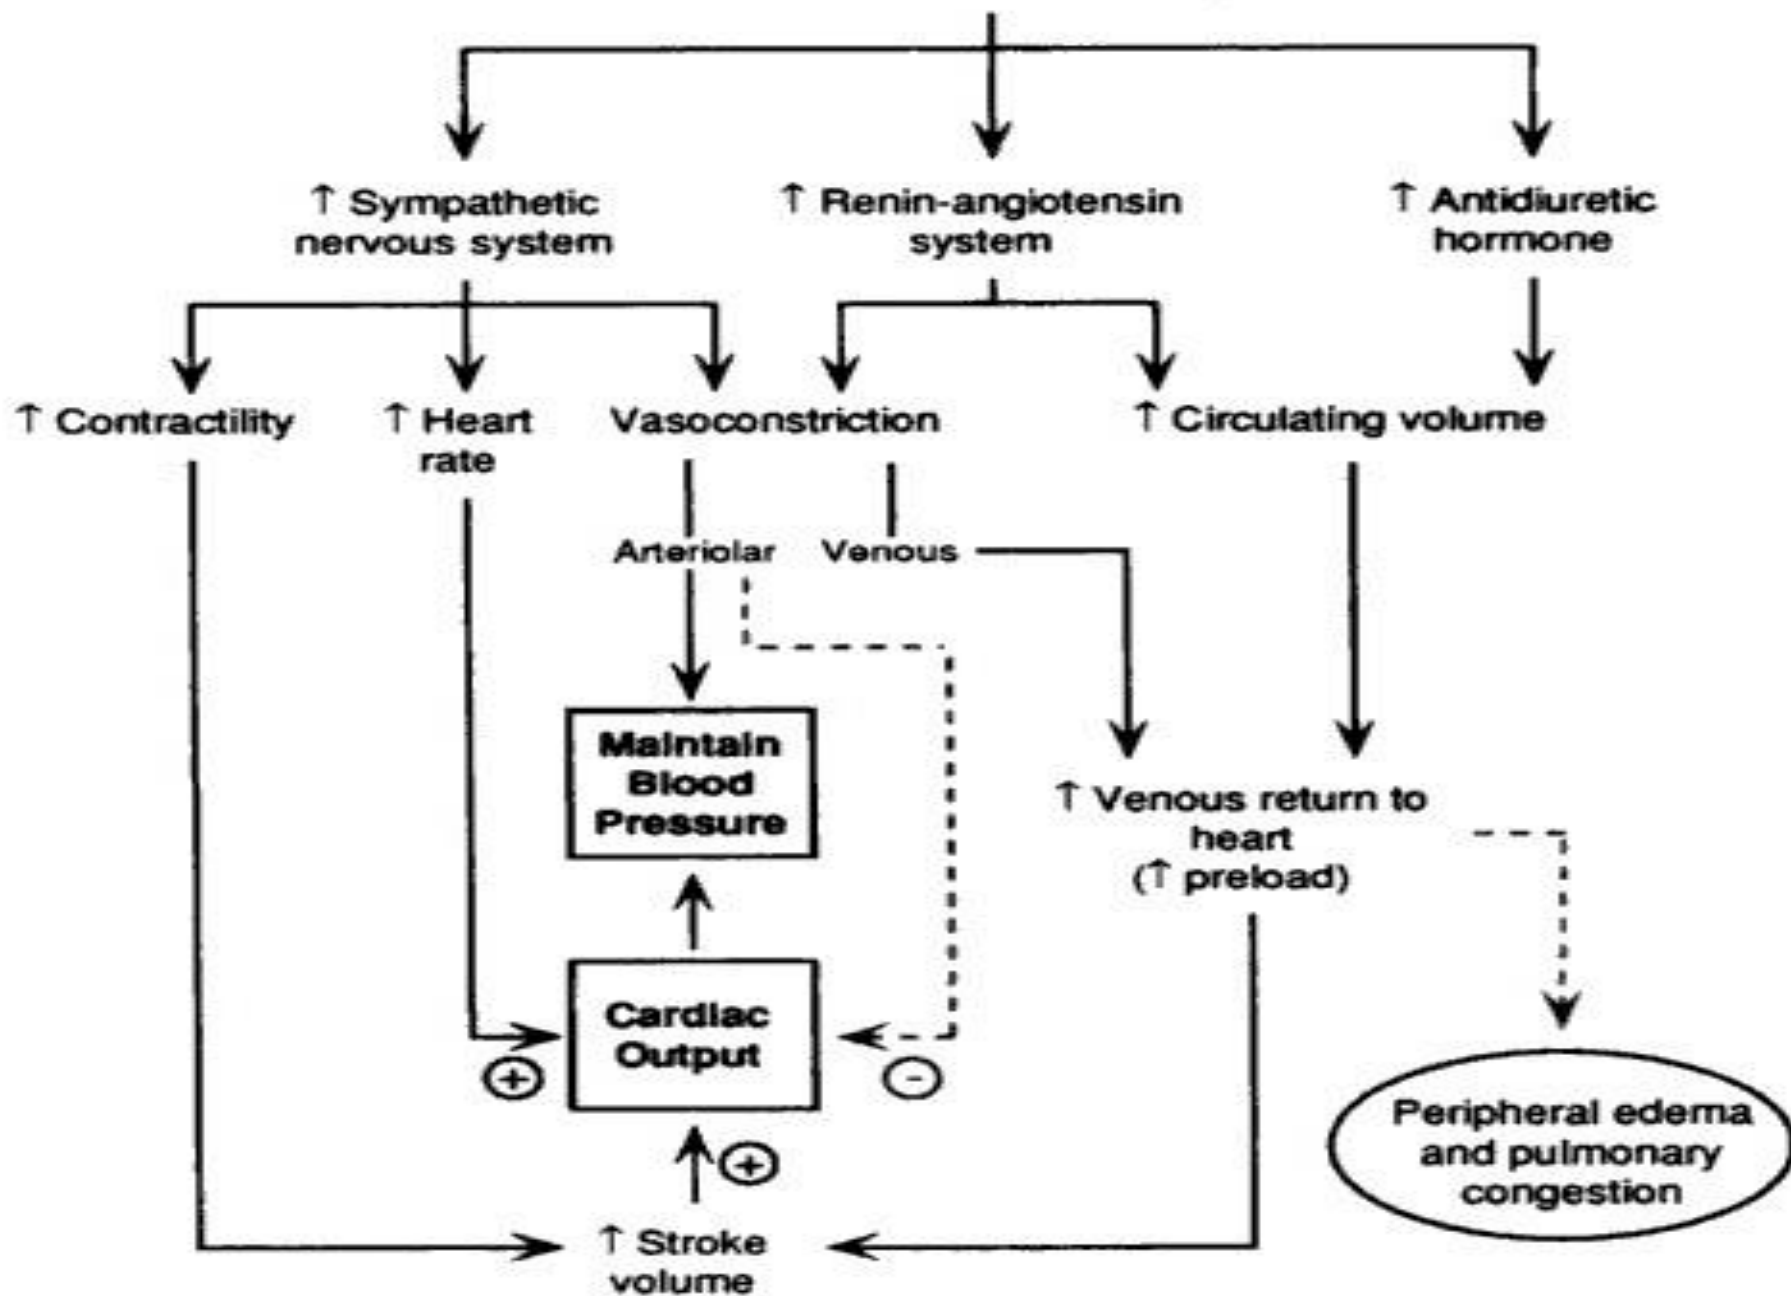 ↑ Sympathetic
nervous system
↑ Renin-angiotensin
system
↑ Antidiuretic
hormone
↑ Contractility
↑ Heart
rate
Vasoconstriction
↑ Circulating volume
Arteriolar
Venous
Maintain
Blood
Pressure
↑ Venous return to
heart
(↑ preload)
Cardiac
Output
+
-
Peripheral edema
and pulmonary
congestion
+
↑ Stroke
volume